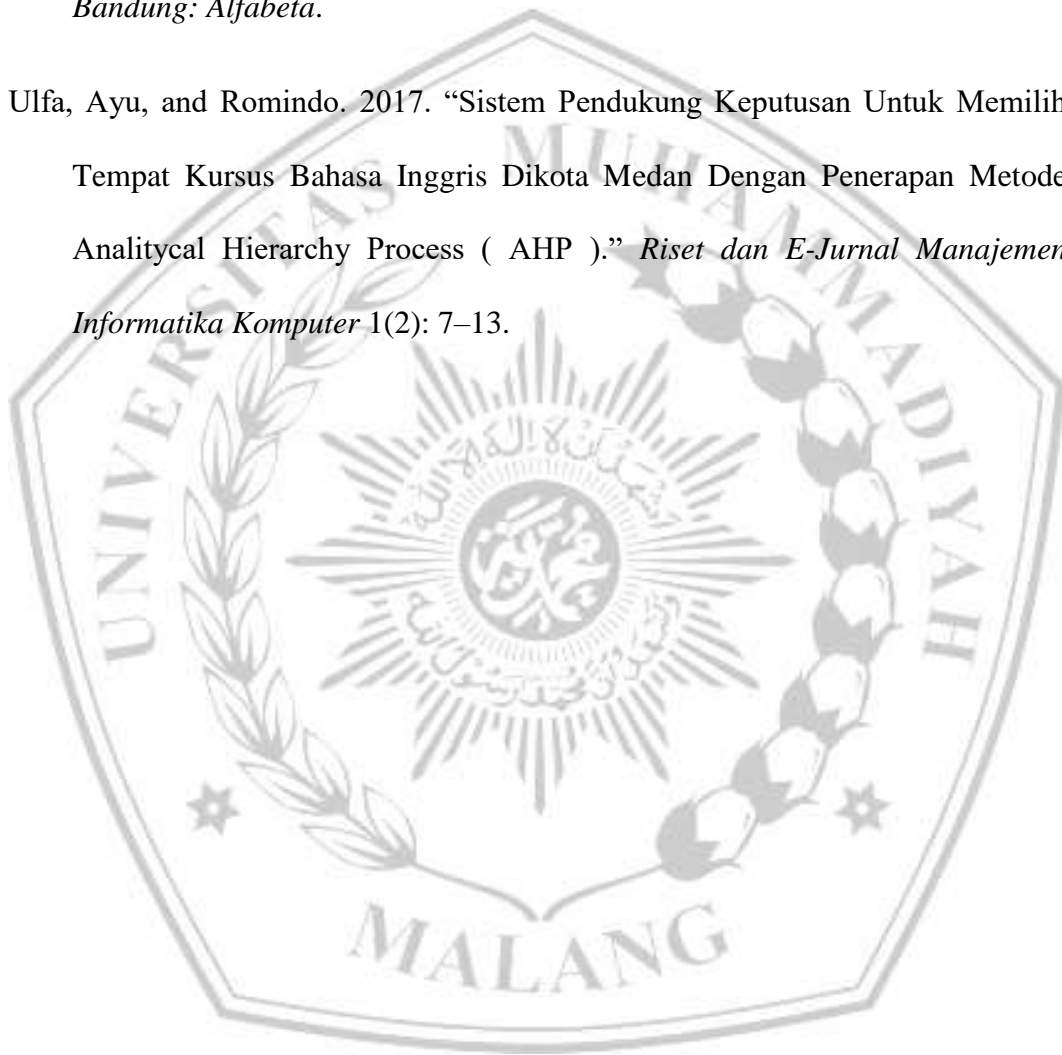 Bandung: Alfabeta.
Ulfa, Ayu, and Romindo. 2017. “Sistem Pendukung Keputusan Untuk Memilih
Tempat Kursus Bahasa Inggris Dikota Medan Dengan Penerapan Metode
Analitycal Hierarchy Process ( AHP ).” Riset dan E-Jurnal Manajemen
Informatika Komputer 1(2): 7–13.
UNIVERSITAS MUHAMMADIYAH
MALANG